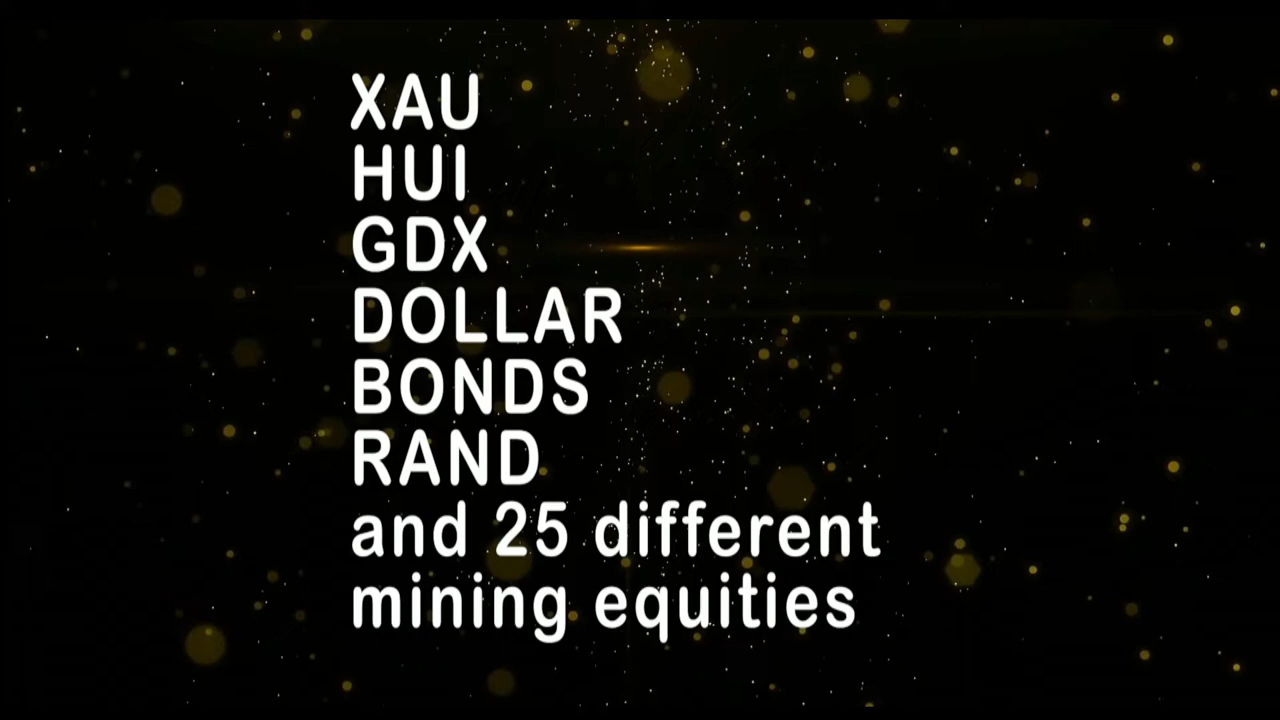 XAU
HUI
GDX
DOLLAR
BONDS
RAND
and 25 different
mining equities